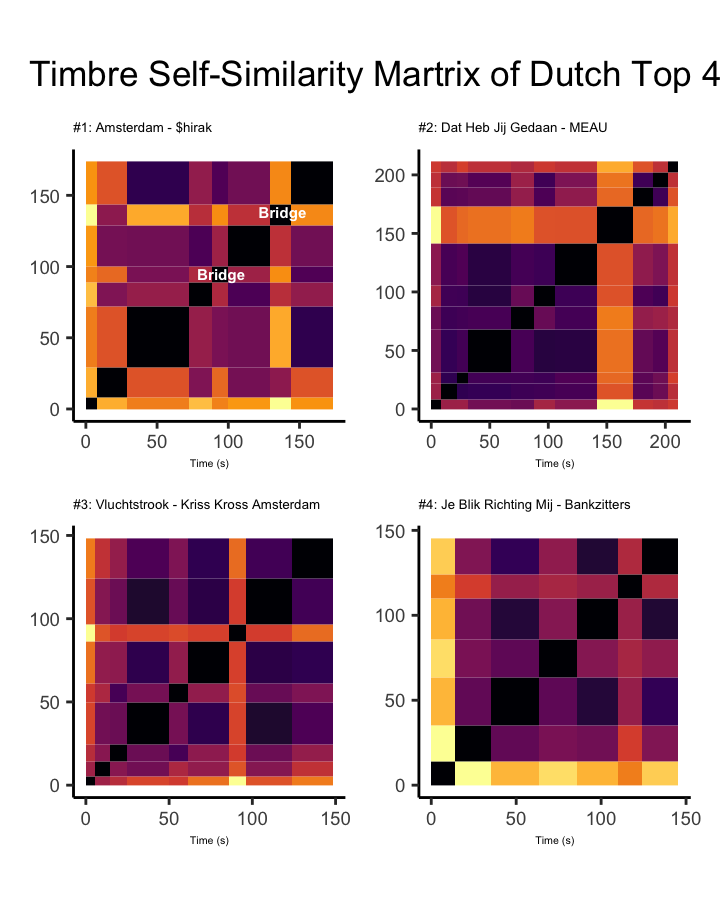 Timbre Self-Similarity Martrix of Dutch Top 4
#1: Amsterdam - $hirak
#2: Dat Heb Jij Gedaan - MEAU
150
100
50
0
Bridge
Bridge
0 50 100 150
Time (s)
200
150
100
50
0
0 50 100 150 200
Time (s)
#3: Vluchtstrook - Kriss Kross Amsterdam
#4: Je Blik Richting Mij - Bankzitters
150
100
50
0
0 50 100 150
Time (s)
150
100
50
0
0 50 100 150
Time (s)